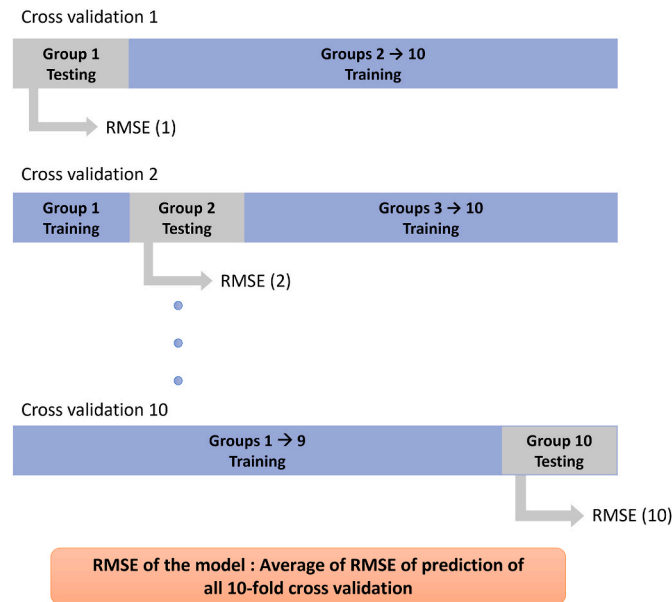 Cross validation 1
Group 1
Testing
Groups 2 → 10
Training
RMSE (1)
Cross validation 2
Group 1
Training
Group 2
Testing
Groups 3 → 10
Training
RMSE (2)
Cross validation 10
Groups 1 → 9
Training
Group 10
Testing
RMSE (10)
RMSE of the model : Average of RMSE of prediction of
all 10-fold cross validation